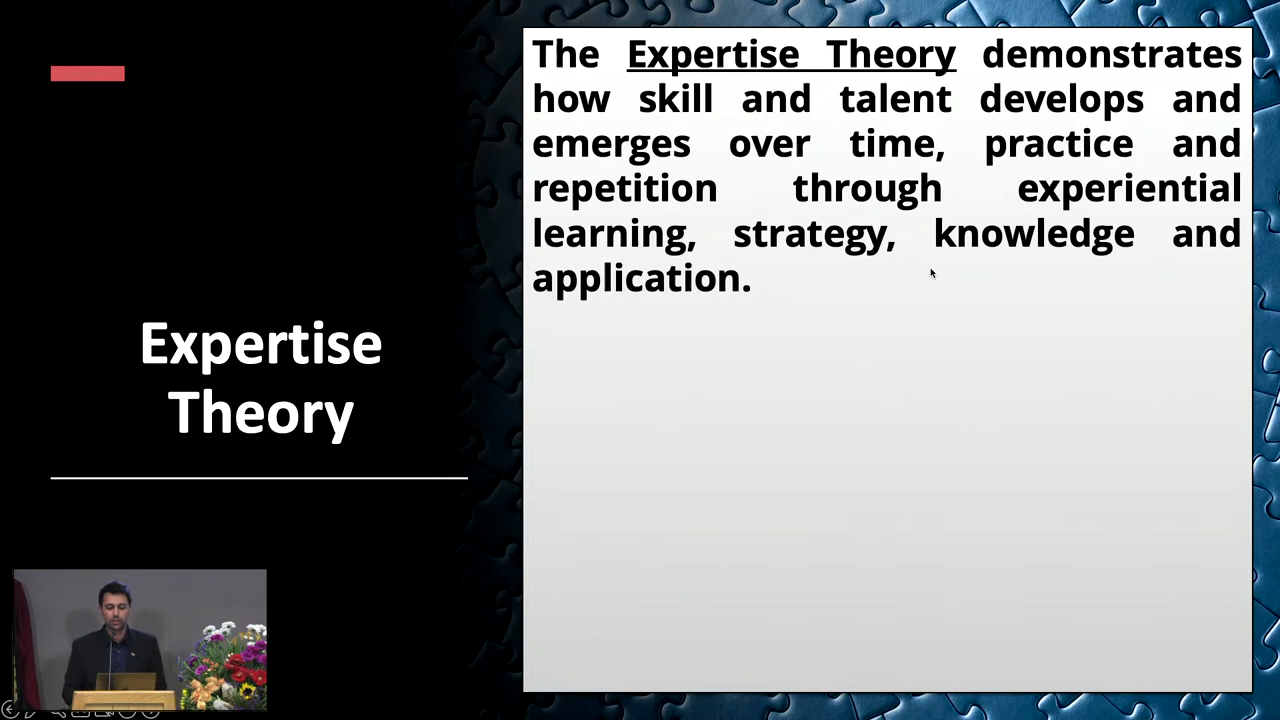 Expertise
Theory
The Expertise Theory demonstrates
how skill and talent develops and
emerges over time, practice and
repetition through experiential
learning, strategy, knowledge and
application.